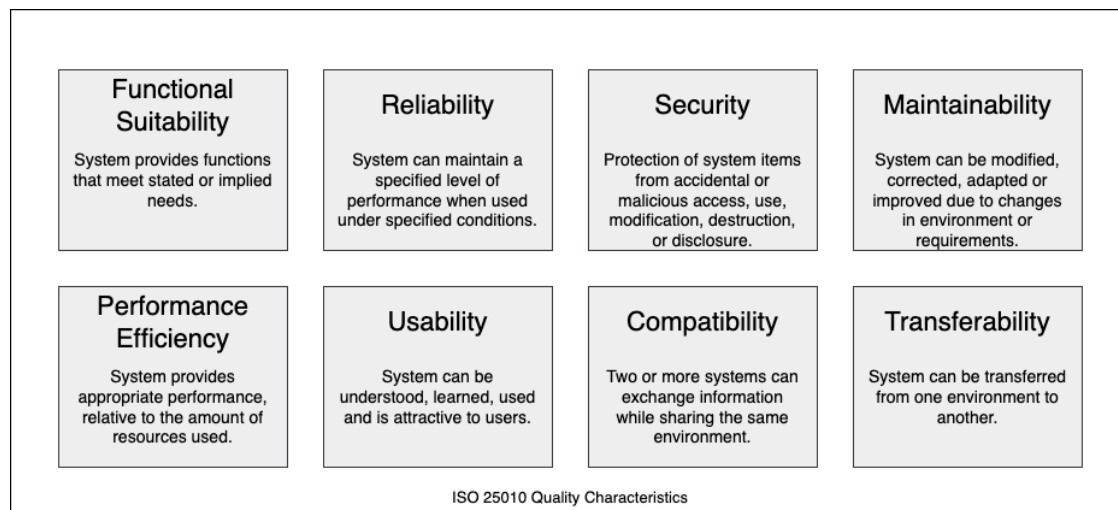 Functional
Suitability
System provides functions
that meet stated or implied
needs.
Reliability
System can maintain a
specified level of
performance when used
under specified conditions.
Security
Protection of system items
from accidental or
malicious access, use,
modification, destruction,
or disclosure.
Maintainability
System can be modified,
corrected, adapted or
improved due to changes
in environment or
requirements.
Performance
Efficiency
System provides
appropriate performance,
relative to the amount of
resources used.
Usability
System can be
understood, learned, used
and is attractive to users.
Compatibility
Two or more systems can
exchange information
while sharing the same
environment.
Transferability
System can be transferred
from one environment to
another.
ISO 25010 Quality Characteristics